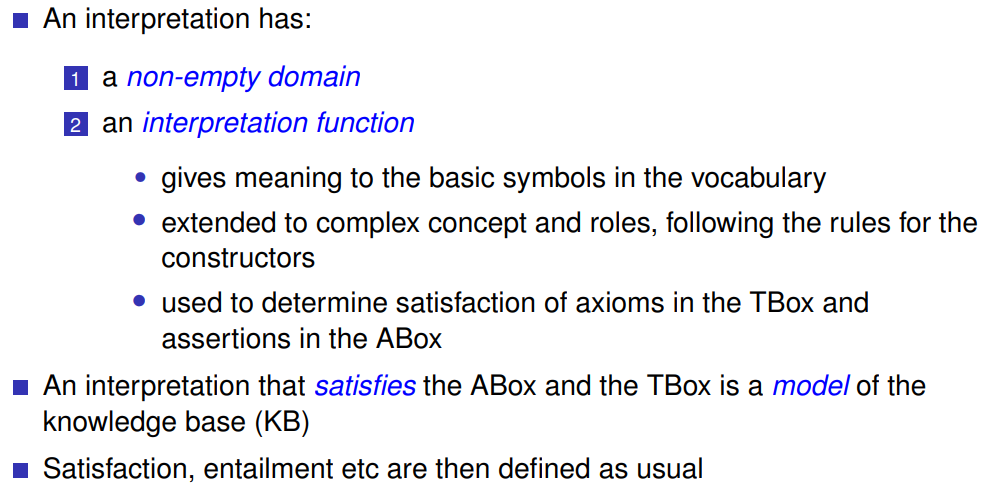 An interpretation has:
1 a non-empty domain
2 an interpretation function
gives meaning to the basic symbols in the vocabulary
extended to complex concept and roles, following the rules for the
constructors
used to determine satisfaction of axioms in the TBox and
assertions in the ABox
An interpretation that satisfies the ABox and the TBox is a model of the
knowledge base (KB)
Satisfaction, entailment etc are then defined as usual